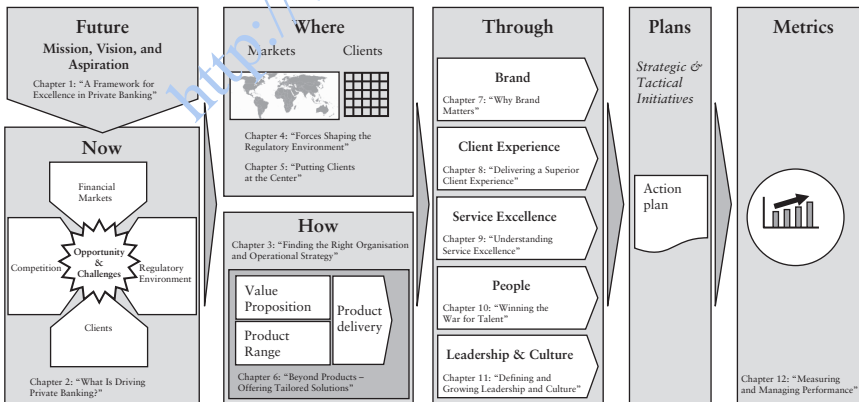 Future
Mission, Vision, and
Aspiration
Chapter 1: "A Framework for
Excellence in Private Banking"
Now
Financial
Markets
Competition
Opportunity
&
Challenges
Regulatory
Environment
Clients
Chapter 2: "What Is Driving
Private Banking?"
Where
Markets
Clients
Chapter 4: "Forces Shaping the
Regulatory Environment"
Chapter 5: "Putting Clients
at the Center"
How
Chapter 3: "Finding the Right Organisation
and Operational Strategy"
Value
Proposition
Product
Range
Product
delivery
Chapter 6: "Beyond Products –
Offering Tailored Solutions"
Through
Brand
Chapter 7: "Why Brand
Matters"
Client Experience
Chapter 8: "Delivering a Superior
Client Experience"
Service Excellence
Chapter 9: "Understanding
Service Excellence"
People
Chapter 10: "Winning the
War for Talent"
Leadership & Culture
Chapter 11: "Defining and
Growing Leadership and Culture"
Plans
Strategic &
Tactical
Initiatives
Action
plan
Metrics
Chapter 12: "Measuring
and Managing Performance"
http:/